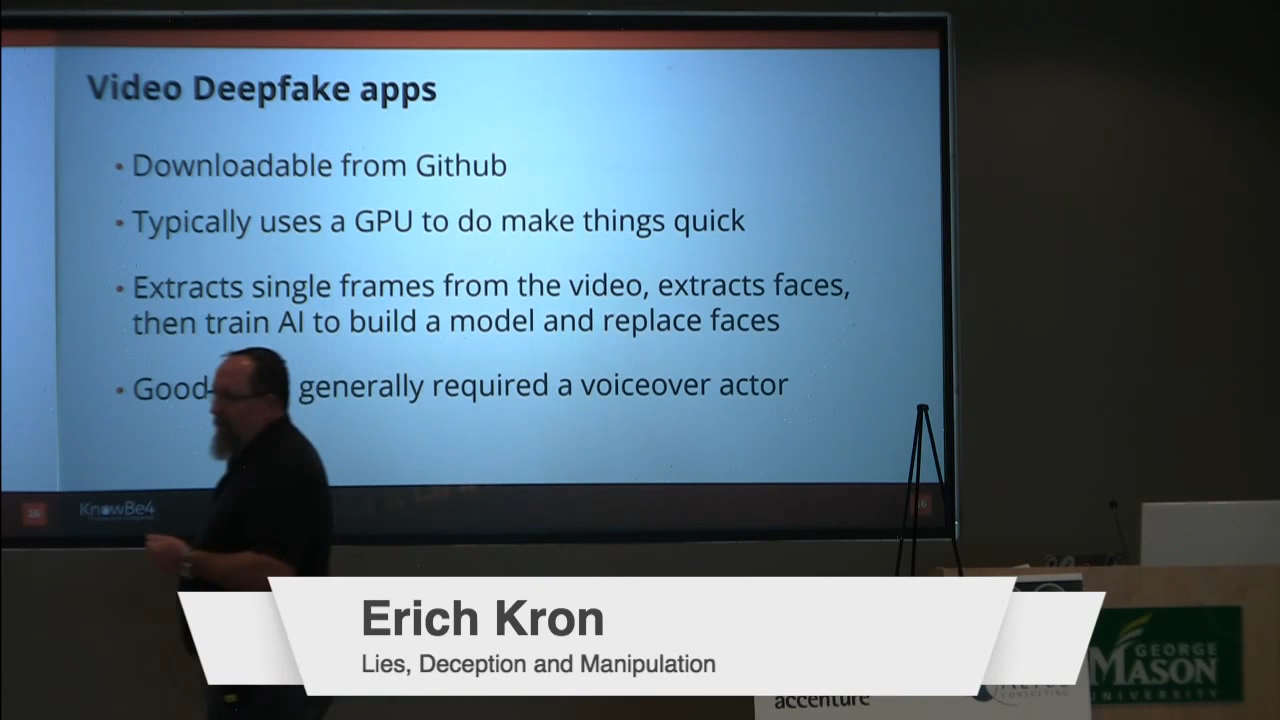 Video Deepfake apps
• Downloadable from Github
• Typically uses a GPU to do make things quick
• Extracts single frames from the video, extracts faces,
then train AI to build a model and replace faces
• Good generally required a voiceover actor
16
KnowBe4
Erich Kron
Lies, Deception and Manipulation
GEORGE
MASON
UNIVERSITY
CONSULTING
accenture